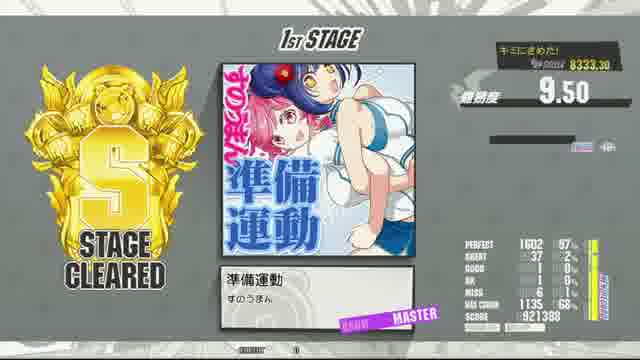 1ST STAGE
キミにきめた!
8333.30
難易度
9.50
すのうまん
準備
運動
S
STAGE
CLEARED
準備運動
すのうまん
MASTER
PERFECT 1602 97%
GREAT 37 2%
GOOD 1 0%
OK 1 0%
MISS 6 1%
MAX COMBO 1135 68%
SCORE 921388